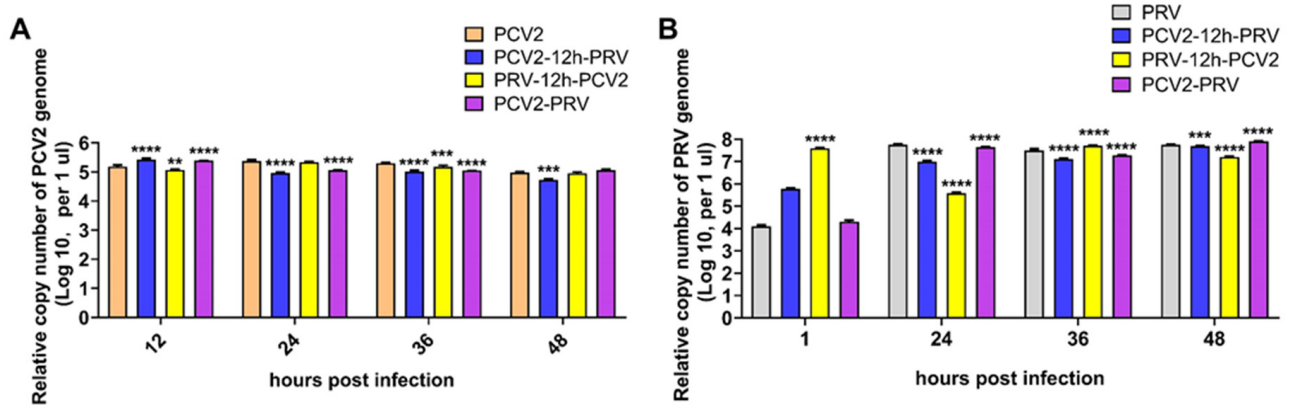 A
PCV2
PCV2-12h-PRV
PRV-12h-PCV2
PCV2-PRV
Relative copy number of PCV2 genome
(Log 10, per 1 ul)
6
5
4
3
2
1
0
**** ** ****
**** ****
**** *** ****
***
12 24 36 48
hours post infection
B
PRV
PCV2-12h-PRV
PRV-12h-PCV2
PCV2-PRV
Relative copy number of PRV genome
(Log 10, per 1 ul)
8
7
6
5
4
3
2
1
0
****
**** **** ****
**** **** ****
*** **** ****
1 24 36 48
hours post infection